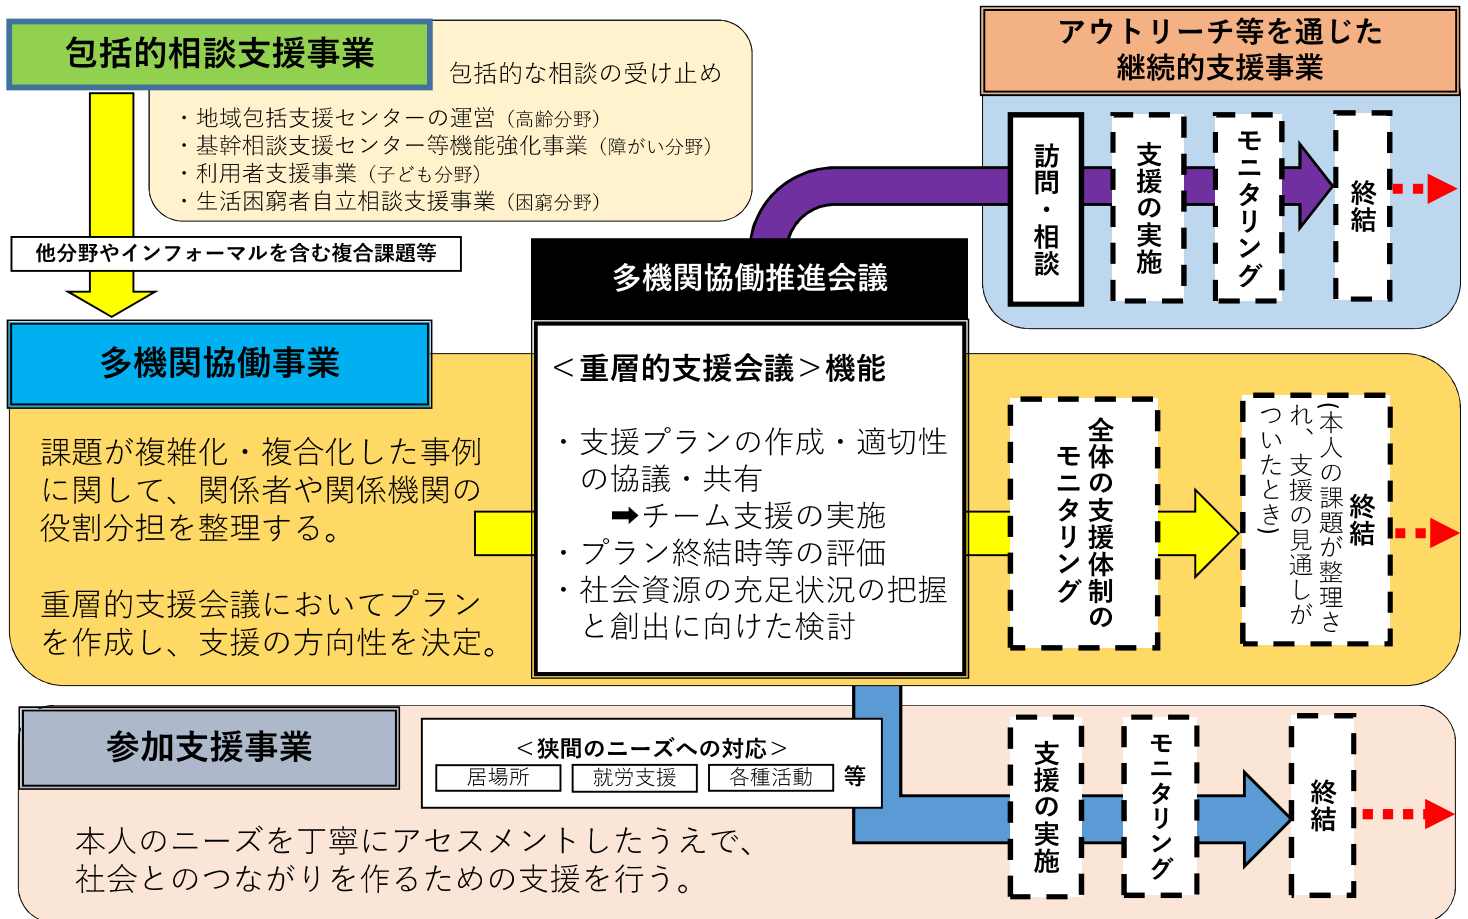 包括的相談支援事業
包括的な相談の受け止め
・地域包括支援センターの運営（高齢分野）
・基幹相談支援センター等機能強化事業（障がい分野）
・利用者支援事業（子ども分野）
・生活困窮者自立相談支援事業（困窮分野）
他分野やインフォーマルを含む複合課題等
アウトリーチ等を通じた
継続的支援事業
訪問・相談
支援の実施
モニタリング
終結
多機関協働事業
課題が複雑化・複合化した事例
に関して、関係者や関係機関の
役割分担を整理する。
重層的支援会議においてプラン
を作成し、支援の方向性を決定。
多機関協働推進会議
＜重層的支援会議＞機能
・支援プランの作成・適切性
の協議・共有
➡チーム支援の実施
・プラン終結時等の評価
・社会資源の充足状況の把握
と創出に向けた検討
全体の支援体制の
モニタリング
終結
(本人の課題が整理さ
れ、支援の見通しが
ついたとき)
参加支援事業
＜狭間のニーズへの対応＞
居場所 就労支援 各種活動 等
本人のニーズを丁寧にアセスメントしたうえで、
社会とのつながりを作るための支援を行う。
支援の実施
モニタリング
終結